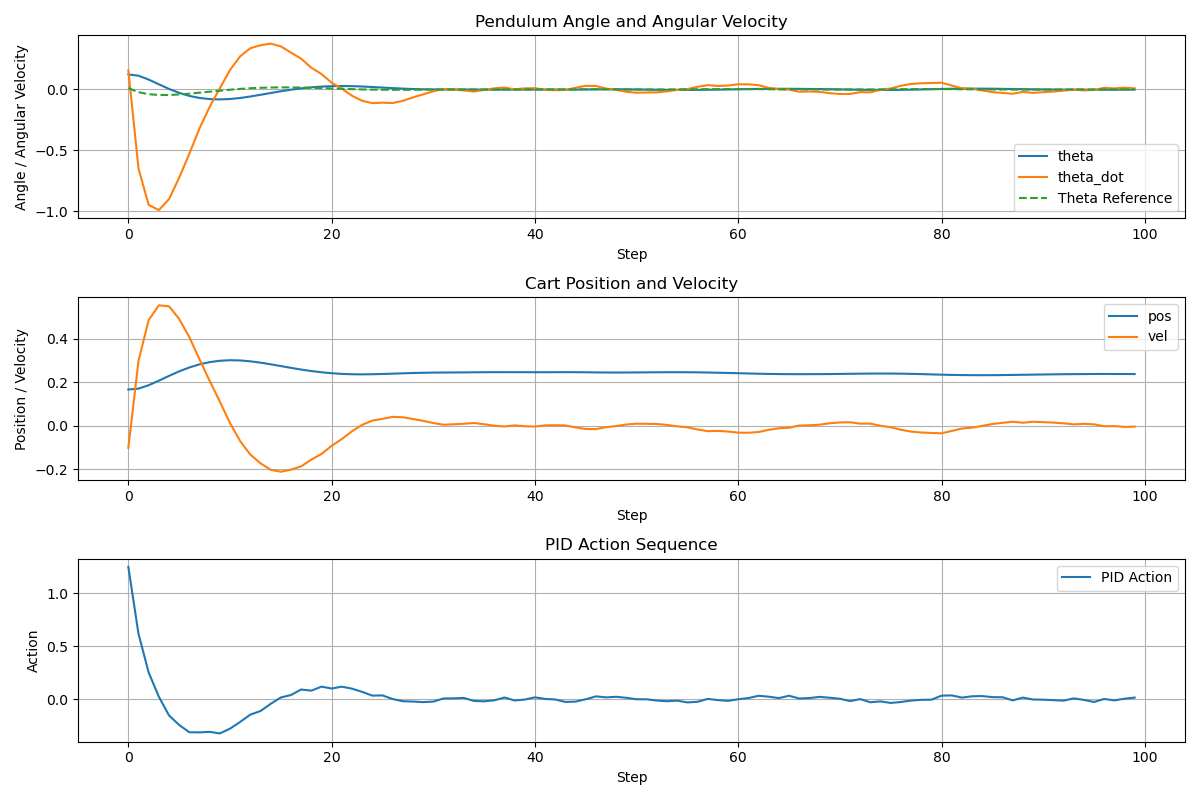 Pendulum Angle and Angular Velocity
Angle / Angular Velocity
0.0
−0.5
−1.0
theta
theta_dot
Theta Reference
0 20 40 60 80 100
Step
Cart Position and Velocity
Position / Velocity
0.4
0.2
0.0
−0.2
pos
vel
0 20 40 60 80 100
Step
PID Action Sequence
Action
1.0
0.5
0.0
PID Action
0 20 40 60 80 100
Step